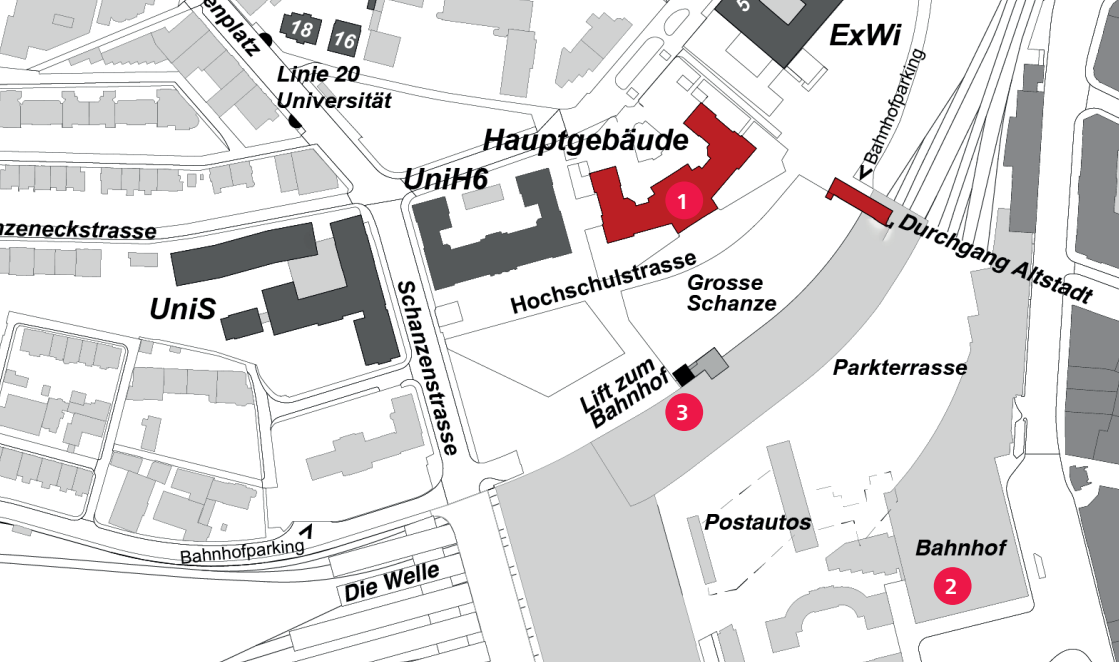 enplatz
18
16
5
ExWi
Linie 20
Universität
Bahnhofparking
Hauptgebäude
UniH6
1
nzeneckstrasse
Durchgang Altstadt
Hochschulstrasse
Grosse
Schanze
UniS
Schanzenstrasse
Lift zum
Bahnhof
Parkterrasse
3
Postautos
Bahnhof
2
Bahnhofparking
Die Welle